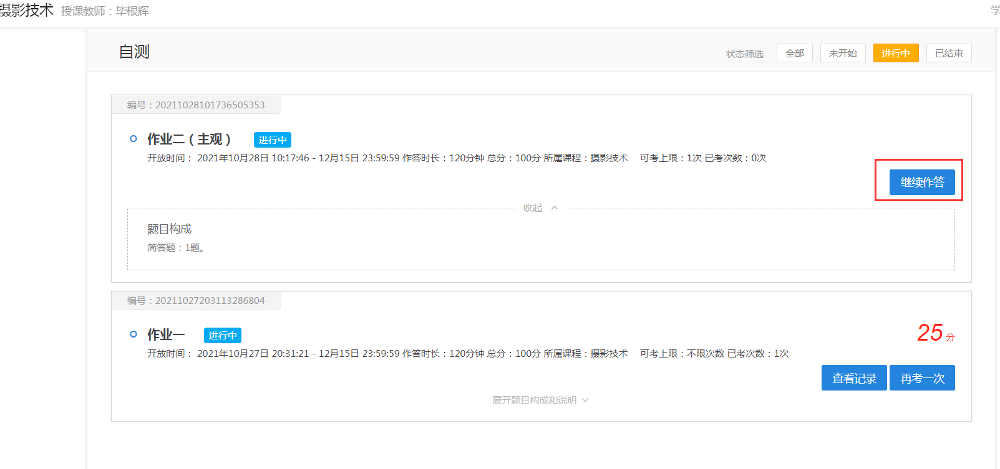 摄影技术 授课教师：毕根辉 学
自测 状态筛选 全部 未开始 进行中 已结束
编号：20211028101736505353
作业二（主观） 进行中
开放时间： 2021年10月28日 10:17:46 - 12月15日 23:59:59 作答时长：120分钟 总分：100分 所属课程：摄影技术 可考上限：1次 已考次数：0次
继续作答
收起
题目构成
简答题：1题。
编号：20211027203113286804
作业一 进行中 25 分
开放时间： 2021年10月27日 20:31:21 - 12月15日 23:59:59 作答时长：120分钟 总分：100分 所属课程：摄影技术 可考上限：不限次数 已考次数：1次
查看记录 再考一次
展开题目构成和说明